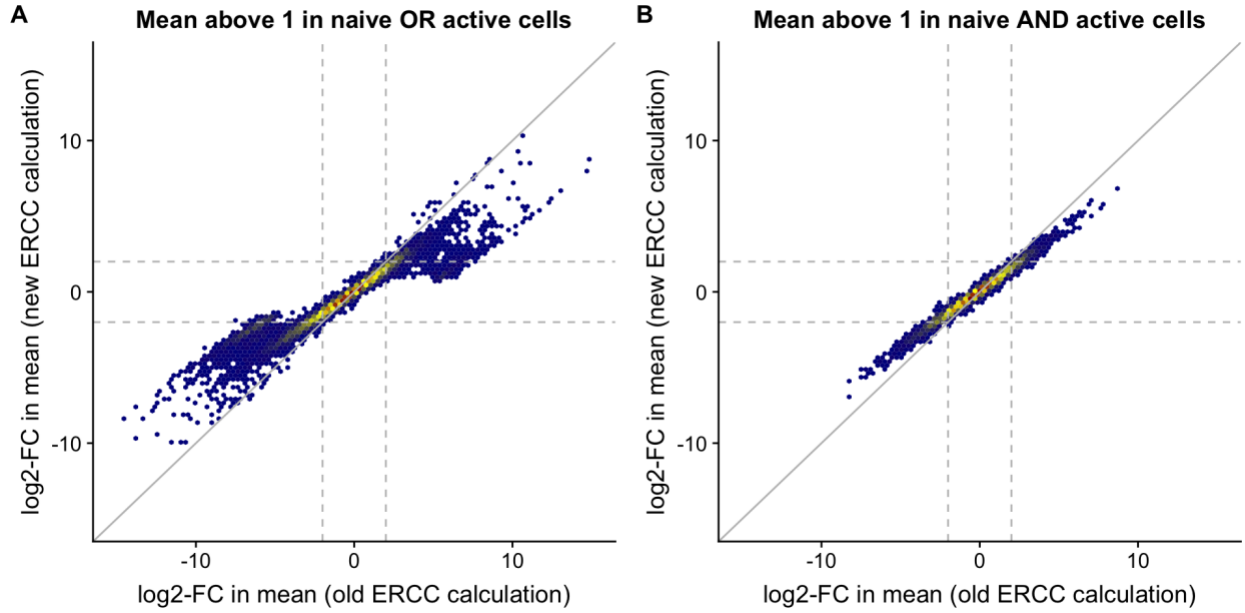 A
Mean above 1 in naive OR active cells
log2-FC in mean (new ERCC calculation)
10
0
-10
-10
0
10
log2-FC in mean (old ERCC calculation)
B
Mean above 1 in naive AND active cells
log2-FC in mean (new ERCC calculation)
10
0
-10
-10
0
10
log2-FC in mean (old ERCC calculation)